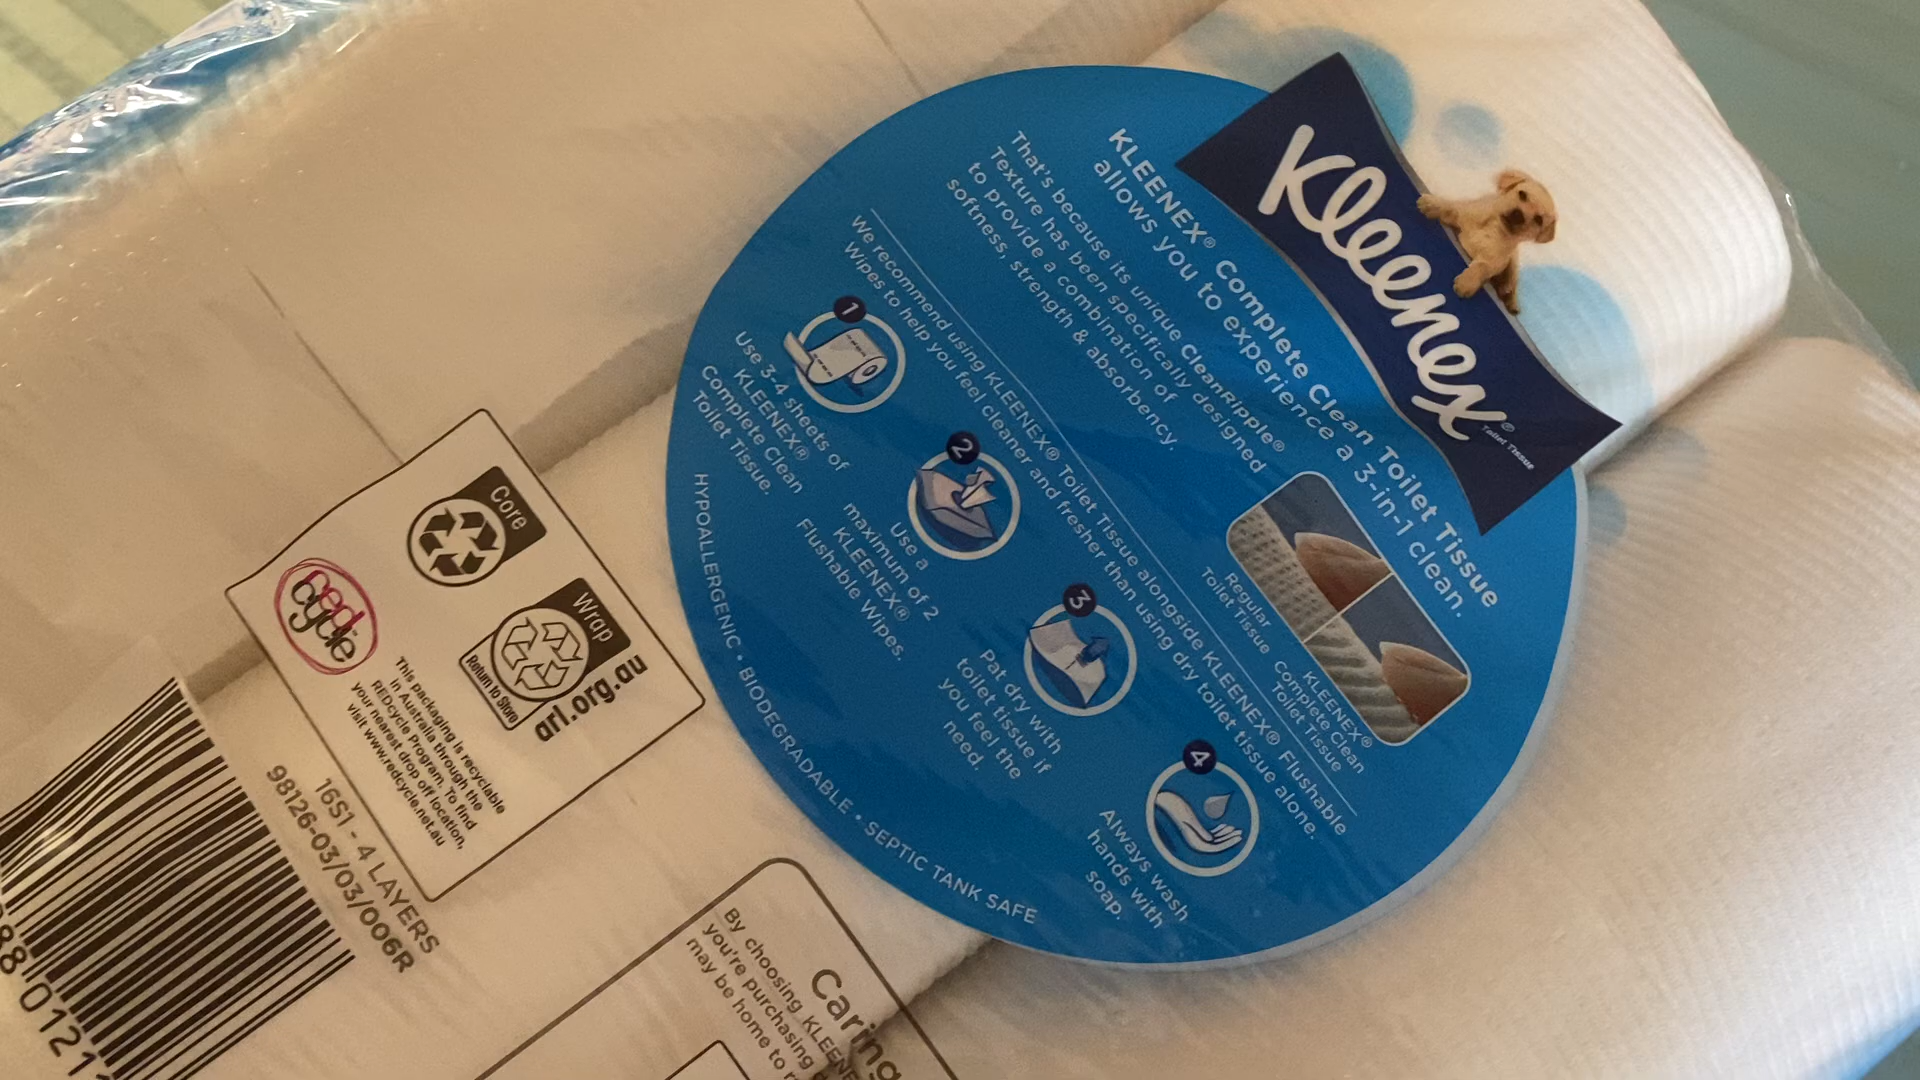 Kleenex®
Toilet Tissue
KLEENEX® Complete Clean Toilet Tissue
allows you to experience a 3-in-1 clean.
That's because its unique CleanRipple®
Texture has been specifically designed
to provide a combination of
softness, strength & absorbency.
Regular
Toilet Tissue
KLEENEX®
Complete Clean
Toilet Tissue
We recommend using KLEENEX® Toilet Tissue alongside KLEENEX® Flushable
Wipes to help you feel cleaner and fresher than using dry toilet tissue alone.
1
Use 3-4 sheets of
KLEENEX®
Complete Clean
Toilet Tissue.
2
Use a
maximum of 2
KLEENEX®
Flushable Wipes.
3
Pat dry with
toilet tissue if
you feel the
need.
4
Always wash
hands with
soap.
HYPOALLERGENIC • BIODEGRADABLE • SEPTIC TANK SAFE
Core
Wrap
Return to Store
arl.org.au
red
cycle
This packaging is recyclable
in Australia through the
REDcycle Program. To find
your nearest drop off location,
visit www.redcycle.net.au
16S1 - 4 LAYERS
98126-03/03/006R
Caring
By choosing KLEEN
you're purchasing
may be home to